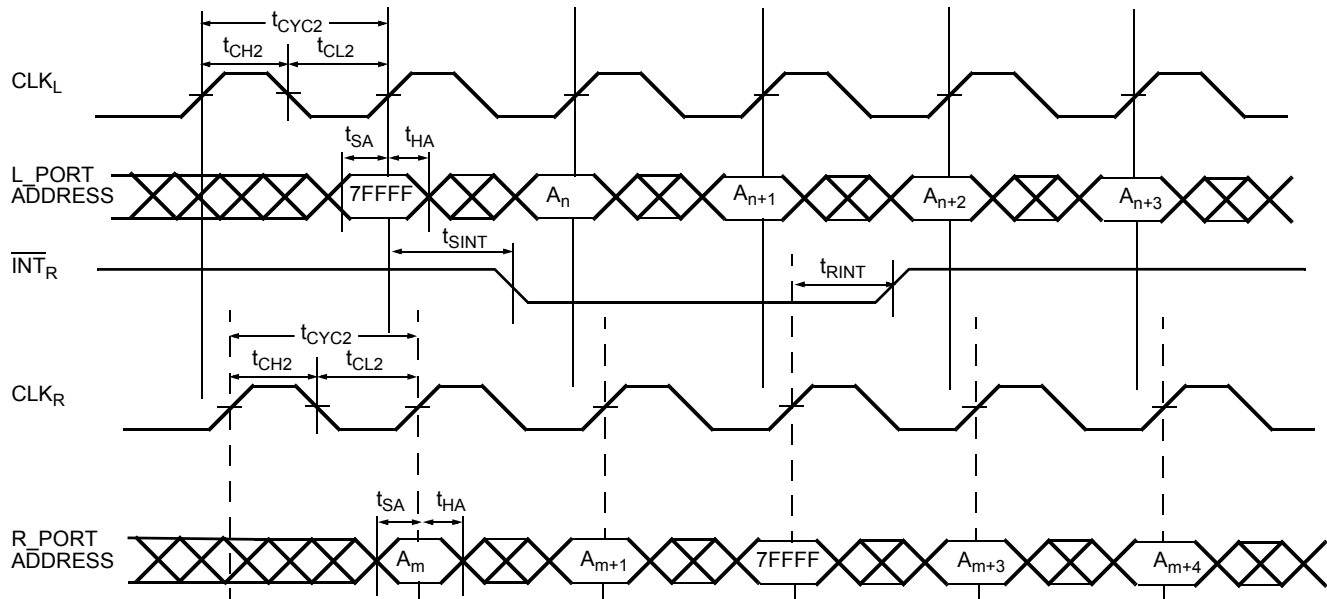 tCYC2
tCH2 tCL2
CLKL
tSA tHA
L_PORT
ADDRESS
7FFFF An An+1 An+2 An+3
tSINT
INTR
tRINT
tCYC2
tCH2 tCL2
CLKR
tSA tHA
R_PORT
ADDRESS
Am Am+1 7FFFF Am+3 Am+4